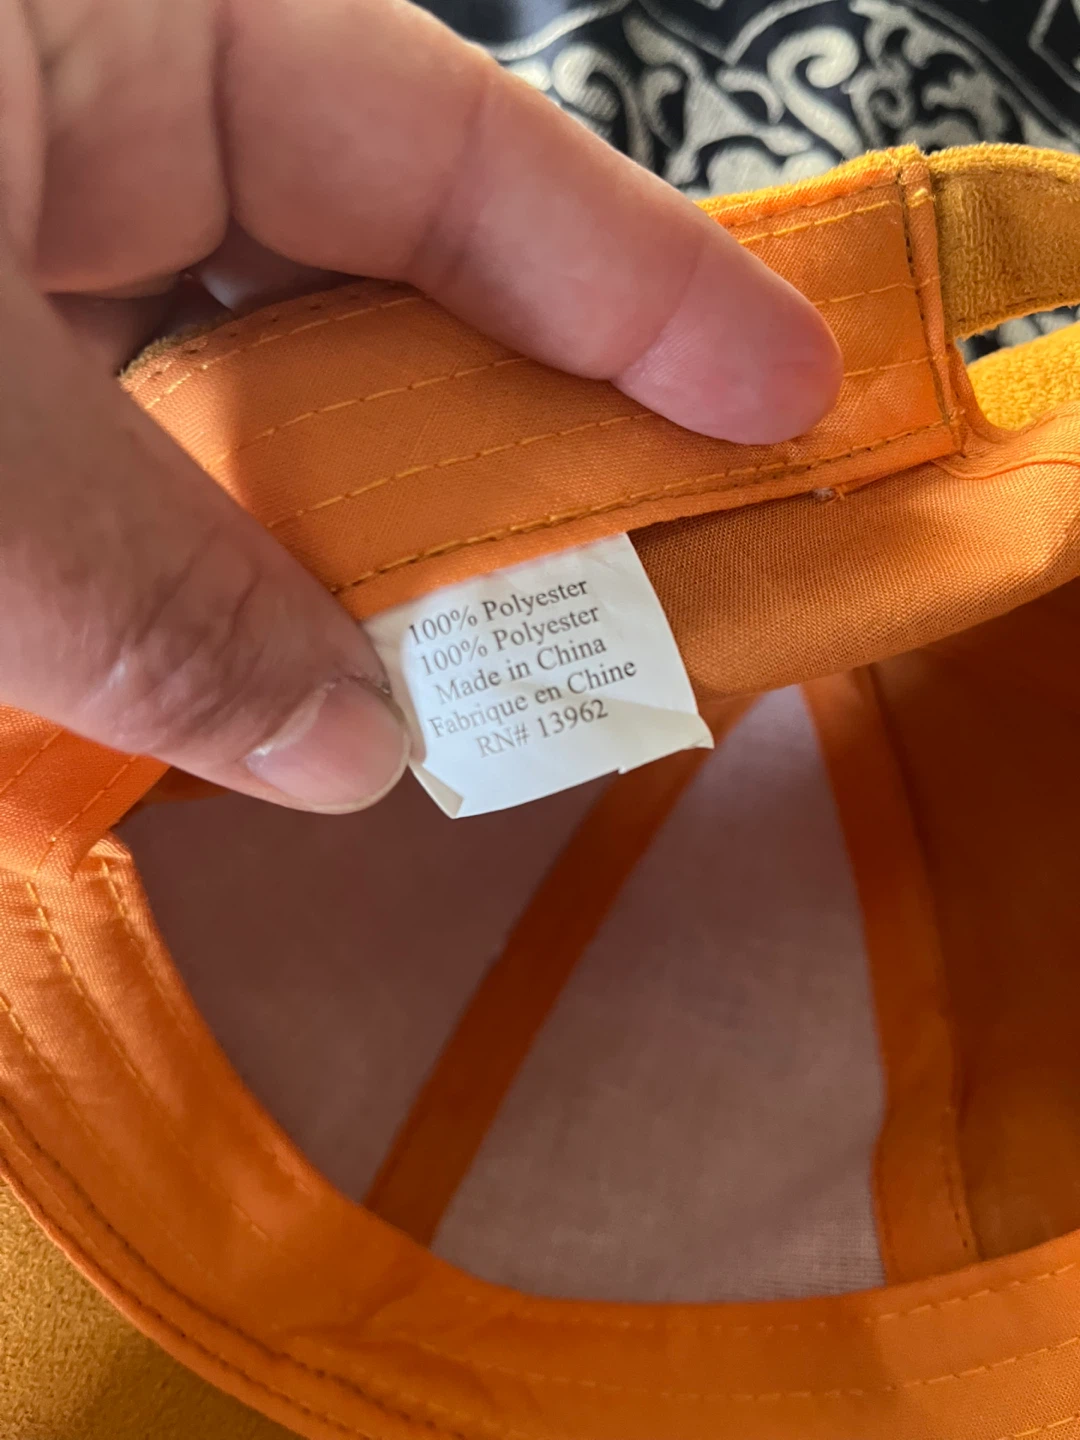 100% Polyester
100% Polyester
Made in China
Fabrique en Chine
RN# 13962